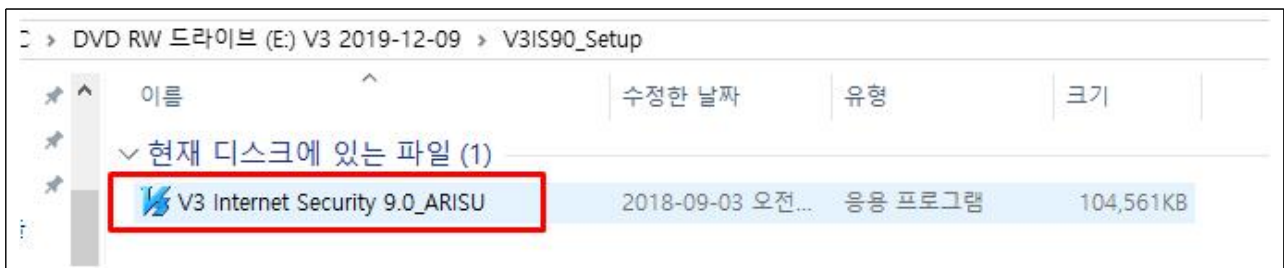 DVD RW 드라이브 (E:) V3 2019-12-09 > V3IS90_Setup
이름 수정한 날짜 유형 크기
현재 디스크에 있는 파일 (1)
V3 Internet Security 9.0_ARISU 2018-09-03 오전... 응용 프로그램 104,561KB